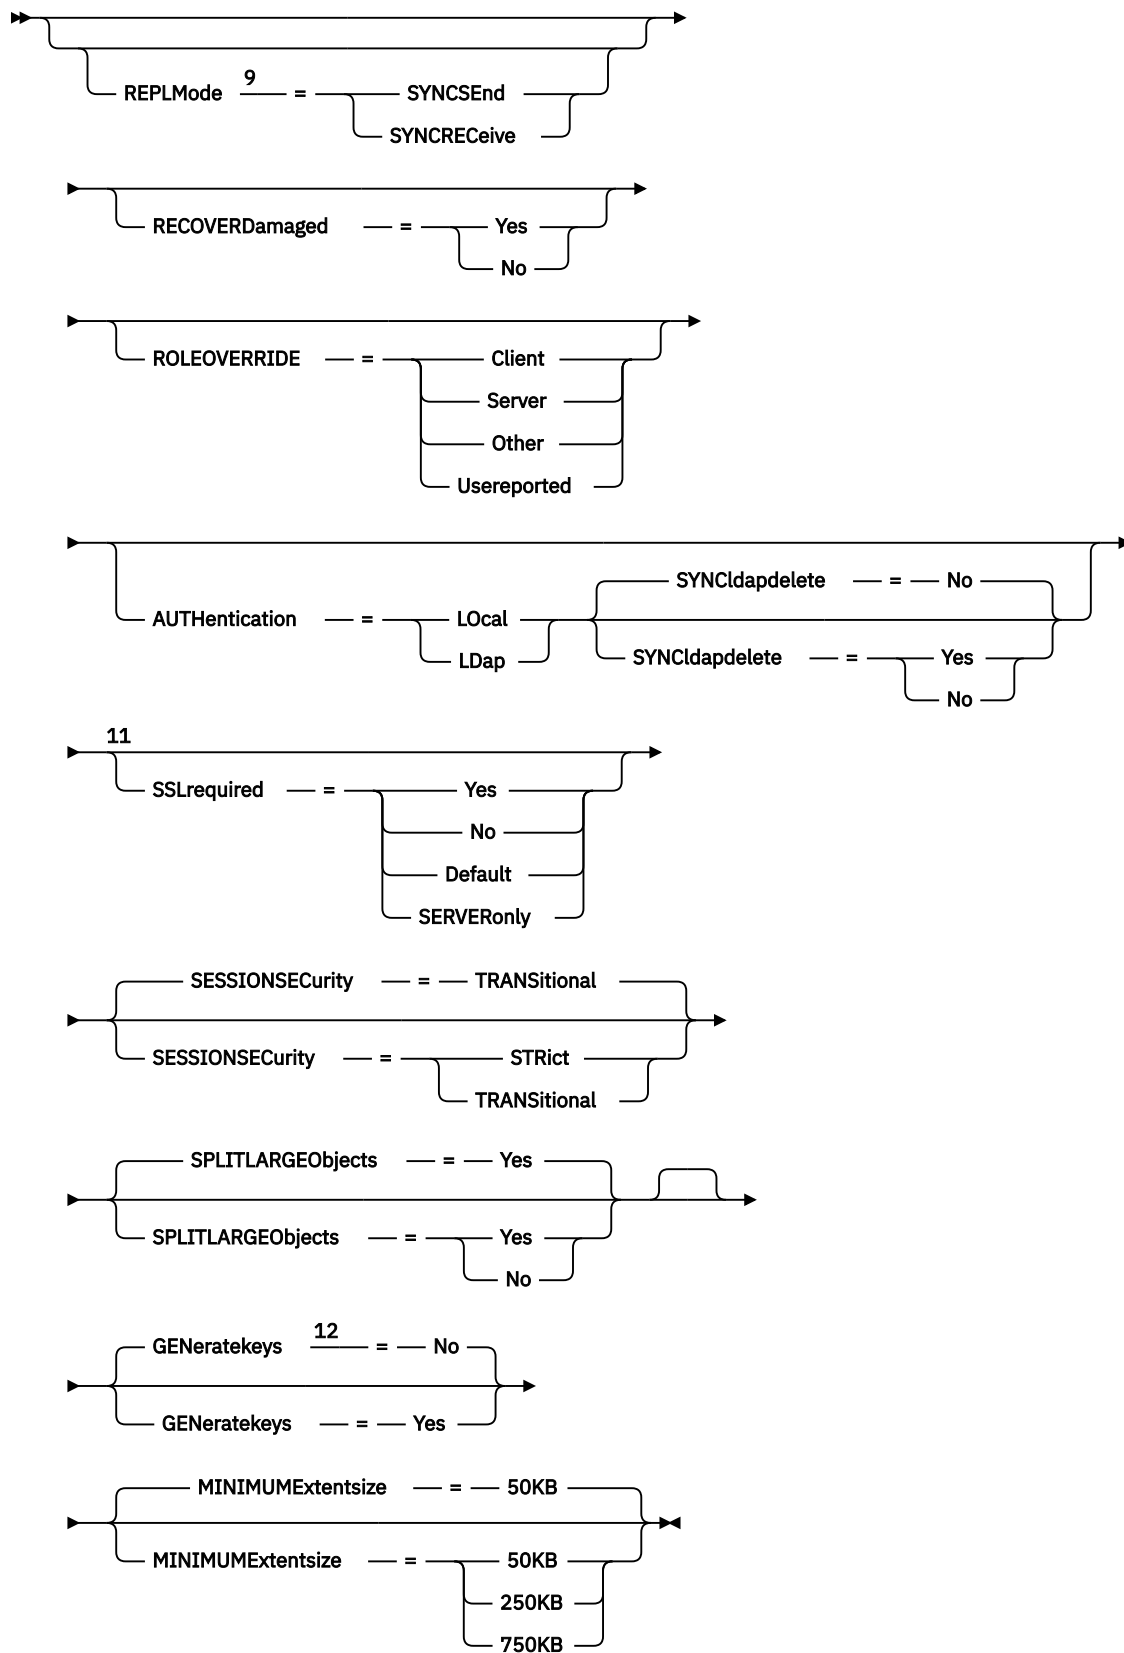 9
REPLMode = SYNCSEnd
SYNCRECeive
RECOVERDamaged = Yes
No
ROLEOVERRIDE = Client
Server
Other
Usereported
SYNCldapdelete = No
AUTHentication = LOcal
LDap
SYNCldapdelete = Yes
No
11
SSLrequired = Yes
No
Default
SERVERonly
SESSIONSECurity = TRANSitional
SESSIONSECurity = STRict
TRANSitional
SPLITLARGEObjects = Yes
SPLITLARGEObjects = Yes
No
12
GENeratekeys = No
GENeratekeys = Yes
MINIMUMExtentsize = 50KB
MINIMUMExtentsize = 50KB
250KB
750KB